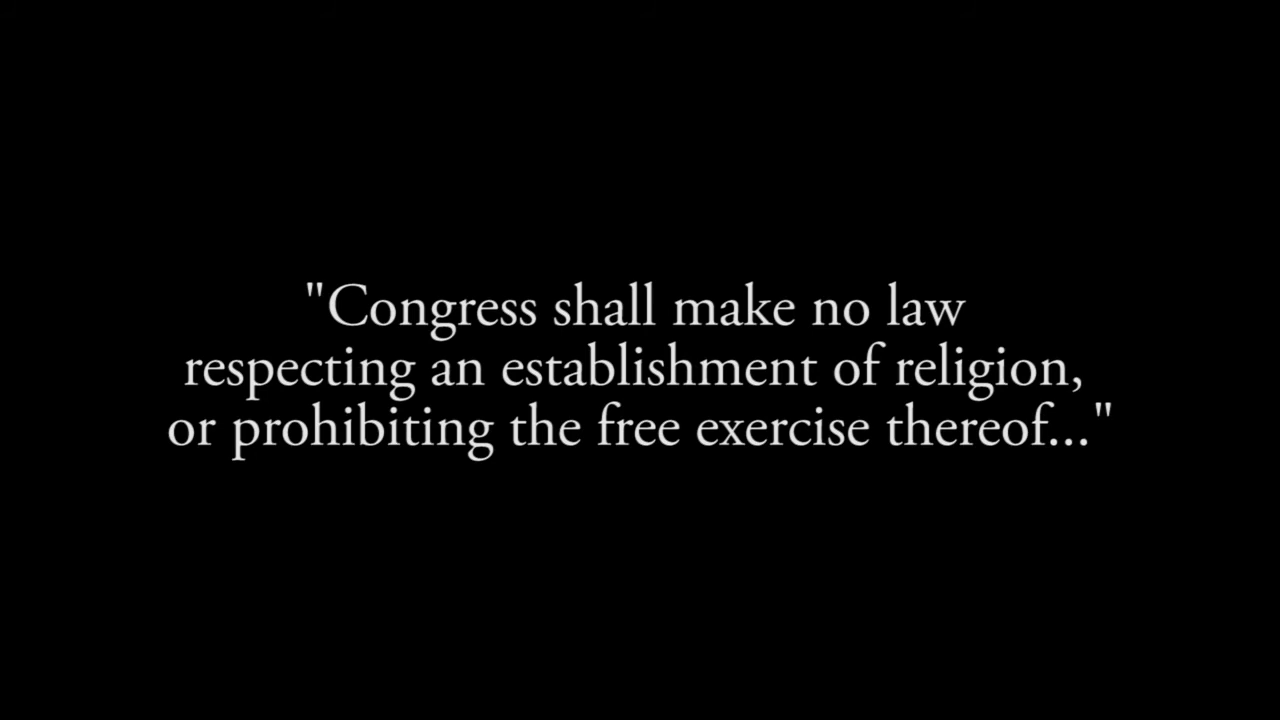 "Congress shall make no law
respecting an establishment of religion,
or prohibiting the free exercise thereof..."